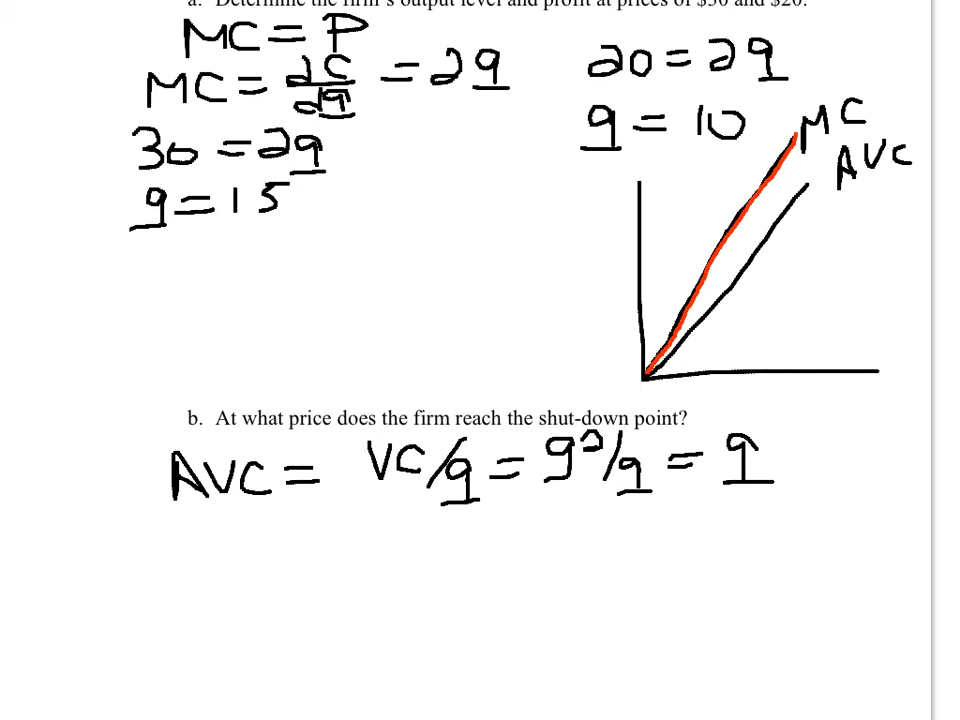 a. Determine the firm's output level and profit at prices of $30 and $20.
MC = P
MC = ∂C/∂q = 2q
30 = 2q
q = 15
20 = 2q
q = 10
MC
AVC
b. At what price does the firm reach the shut-down point?
AVC = VC/q = q²/q = q